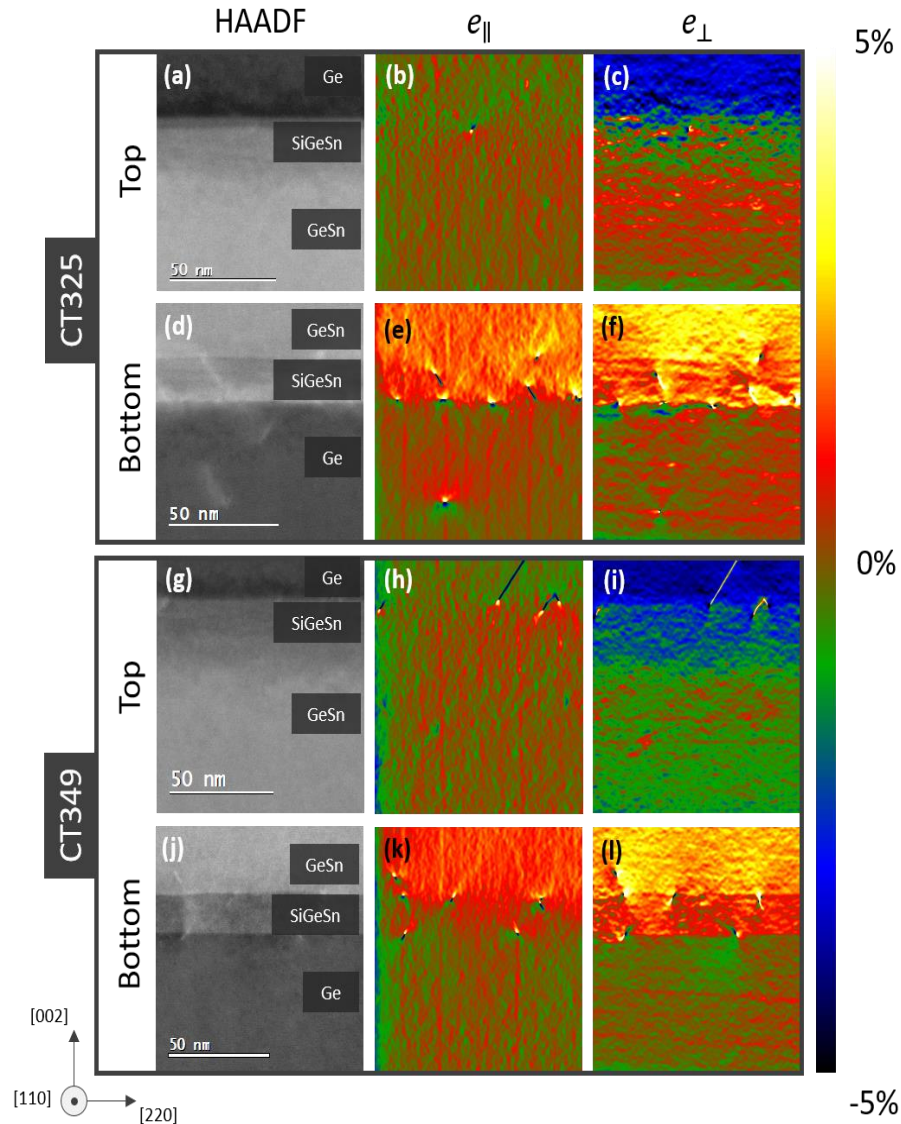 HAADF e∥ e⊥
5%
0%
-5%
CT325
Top
(a) Ge
SiGeSn
GeSn
50 nm
(b)
(c)
Bottom
(d) GeSn
SiGeSn
Ge
50 nm
(e)
(f)
CT349
Top
(g) Ge
SiGeSn
GeSn
50 nm
(h)
(i)
Bottom
(j) GeSn
SiGeSn
Ge
50 nm
(k)
(l)
[002]
[110]
[220]